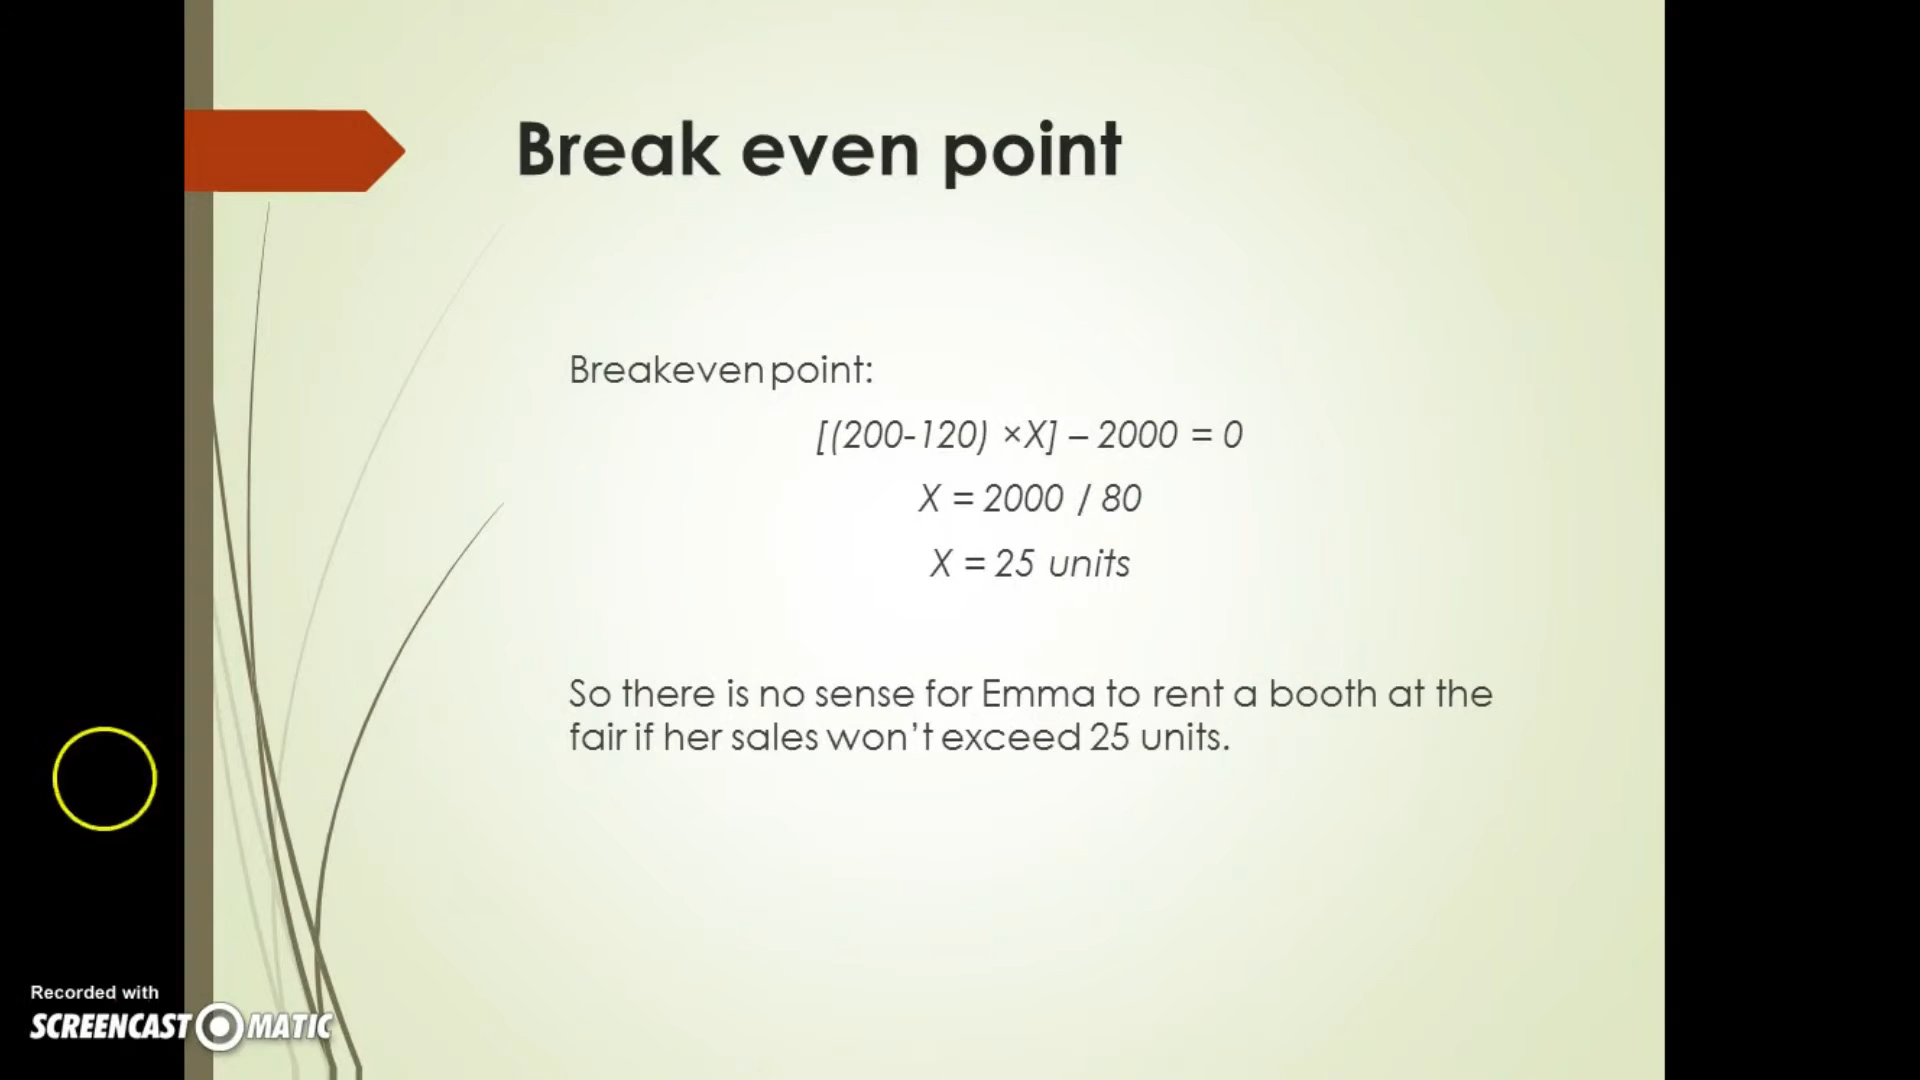 Break even point
Breakeven point:
[(200-120) ×X] – 2000 = 0
X = 2000 / 80
X = 25 units
So there is no sense for Emma to rent a booth at the
fair if her sales won’t exceed 25 units.
Recorded with
SCREENCAST MATIC